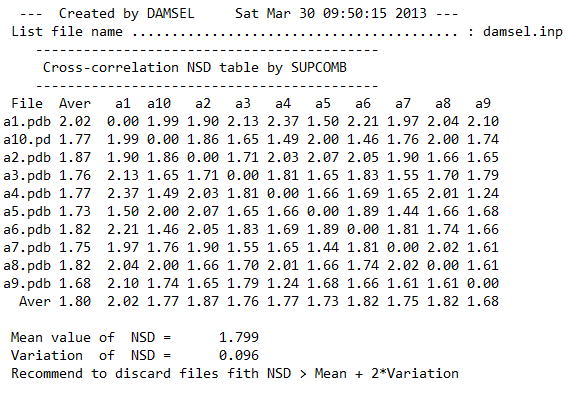 --- Created by DAMSEL Sat Mar 30 09:50:15 2013 ---
List file name ........................................ : damsel.inp
------------------------------------------
Cross-correlation NSD table by SUPCOMB
------------------------------------------
File Aver a1 a10 a2 a3 a4 a5 a6 a7 a8 a9
a1.pdb 2.02 0.00 1.99 1.90 2.13 2.37 1.50 2.21 1.97 2.04 2.10
a10.pd 1.77 1.99 0.00 1.86 1.65 1.49 2.00 1.46 1.76 2.00 1.74
a2.pdb 1.87 1.90 1.86 0.00 1.71 2.03 2.07 2.05 1.90 1.66 1.65
a3.pdb 1.76 2.13 1.65 1.71 0.00 1.81 1.65 1.83 1.55 1.70 1.79
a4.pdb 1.77 2.37 1.49 2.03 1.81 0.00 1.66 1.69 1.65 2.01 1.24
a5.pdb 1.73 1.50 2.00 2.07 1.65 1.66 0.00 1.89 1.44 1.66 1.68
a6.pdb 1.82 2.21 1.46 2.05 1.83 1.69 1.89 0.00 1.81 1.74 1.66
a7.pdb 1.75 1.97 1.76 1.90 1.55 1.65 1.44 1.81 0.00 2.02 1.61
a8.pdb 1.82 2.04 2.00 1.66 1.70 2.01 1.66 1.74 2.02 0.00 1.61
a9.pdb 1.68 2.10 1.74 1.65 1.79 1.24 1.68 1.66 1.61 1.61 0.00
Aver 1.80 2.02 1.77 1.87 1.76 1.77 1.73 1.82 1.75 1.82 1.68
Mean value of NSD = 1.799
Variation of NSD = 0.096
Recommend to discard files fith NSD > Mean + 2*Variation